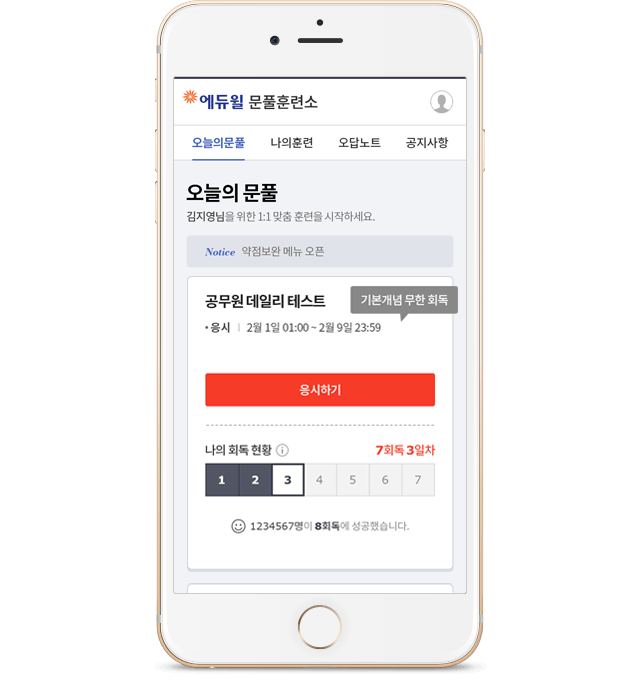 에듀윌 문풀훈련소
오늘의문풀 나의훈련 오답노트 공지사항
오늘의 문풀
김지영님을 위한 1:1 맞춤 훈련을 시작하세요.
Notice 약점보완 메뉴 오픈
기본개념 무한 회독
공무원 데일리 테스트
• 응시 | 2월 1일 01:00 ~ 2월 9일 23:59
응시하기
나의 회독 현황 7회독 3일차
1 2 3 4 5 6 7
1234567명이 8회독에 성공했습니다.